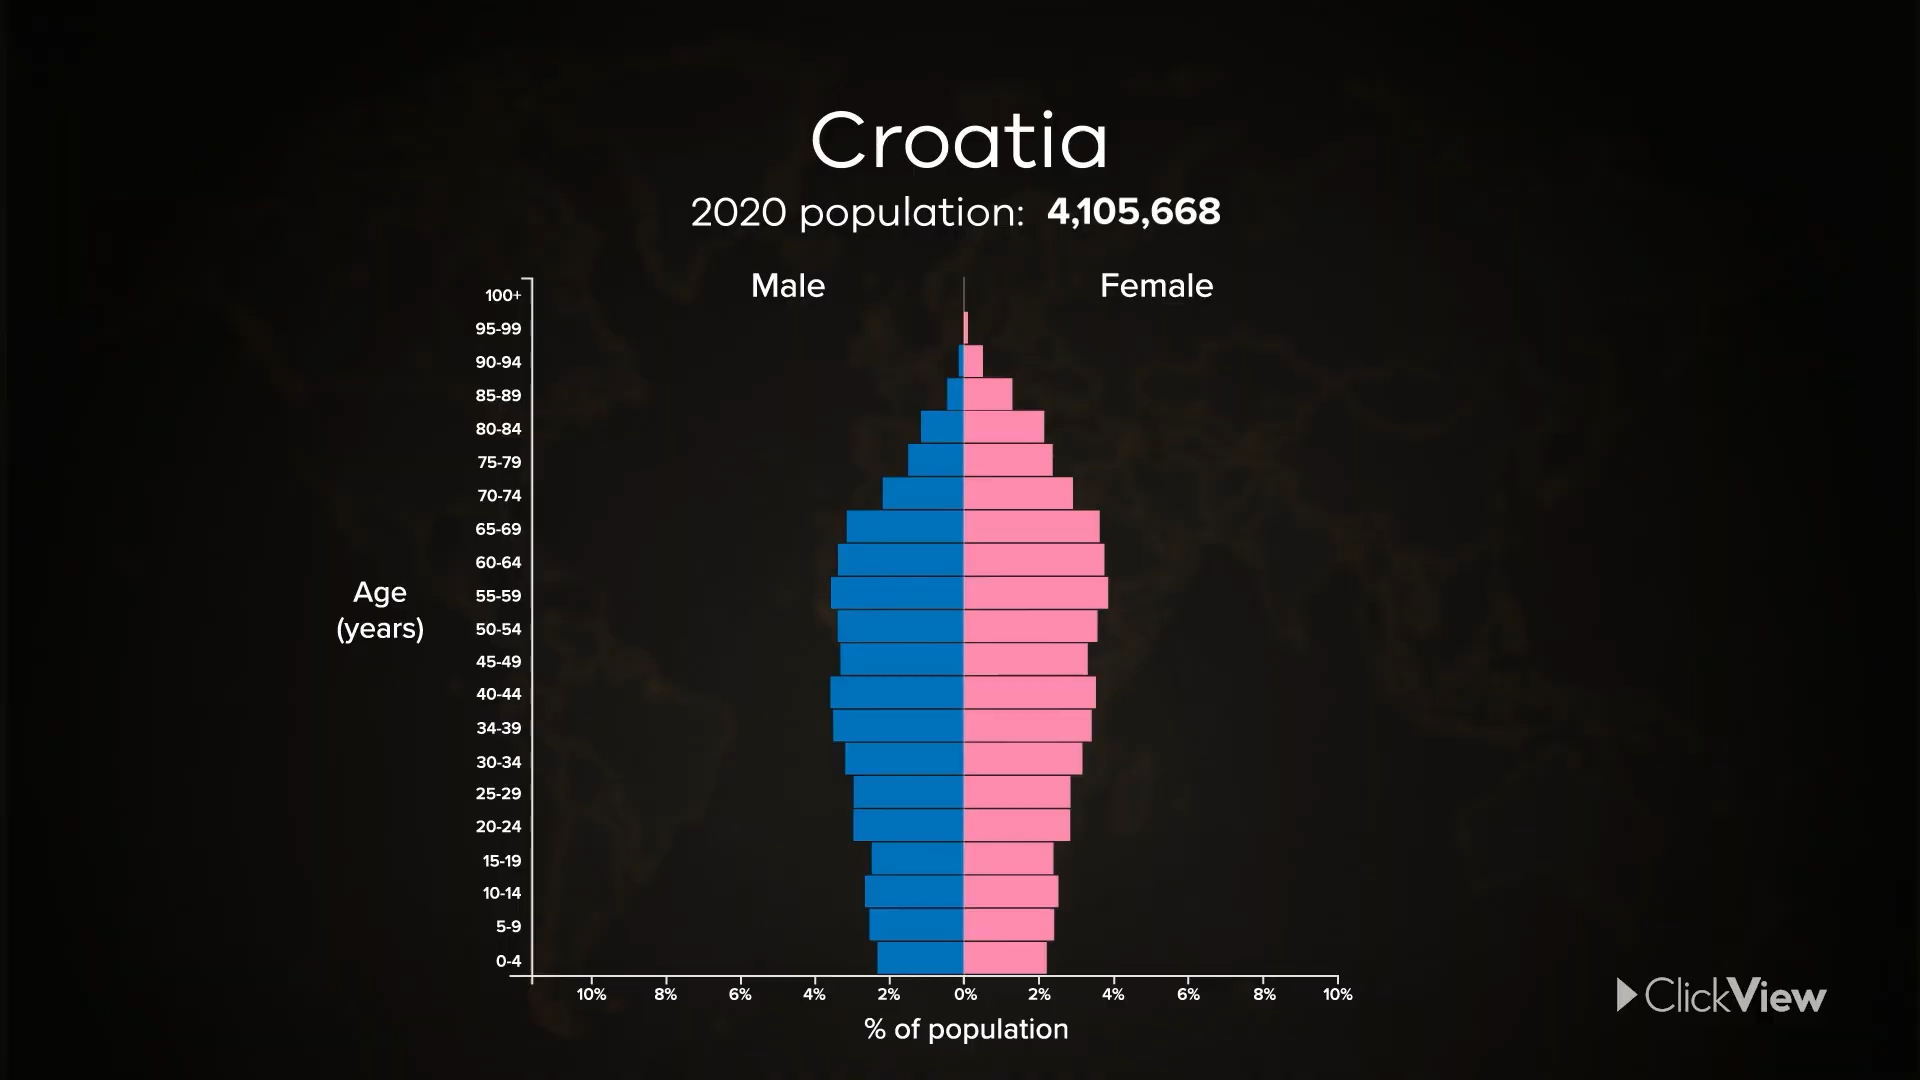 Croatia
2020 population: 4,105,668
Male
Female
100+
95-99
90-94
85-89
80-84
75-79
70-74
65-69
60-64
55-59
50-54
45-49
40-44
34-39
30-34
25-29
20-24
15-19
10-14
5-9
0-4
Age
(years)
10% 8% 6% 4% 2% 0% 2% 4% 6% 8% 10%
% of population
ClickView